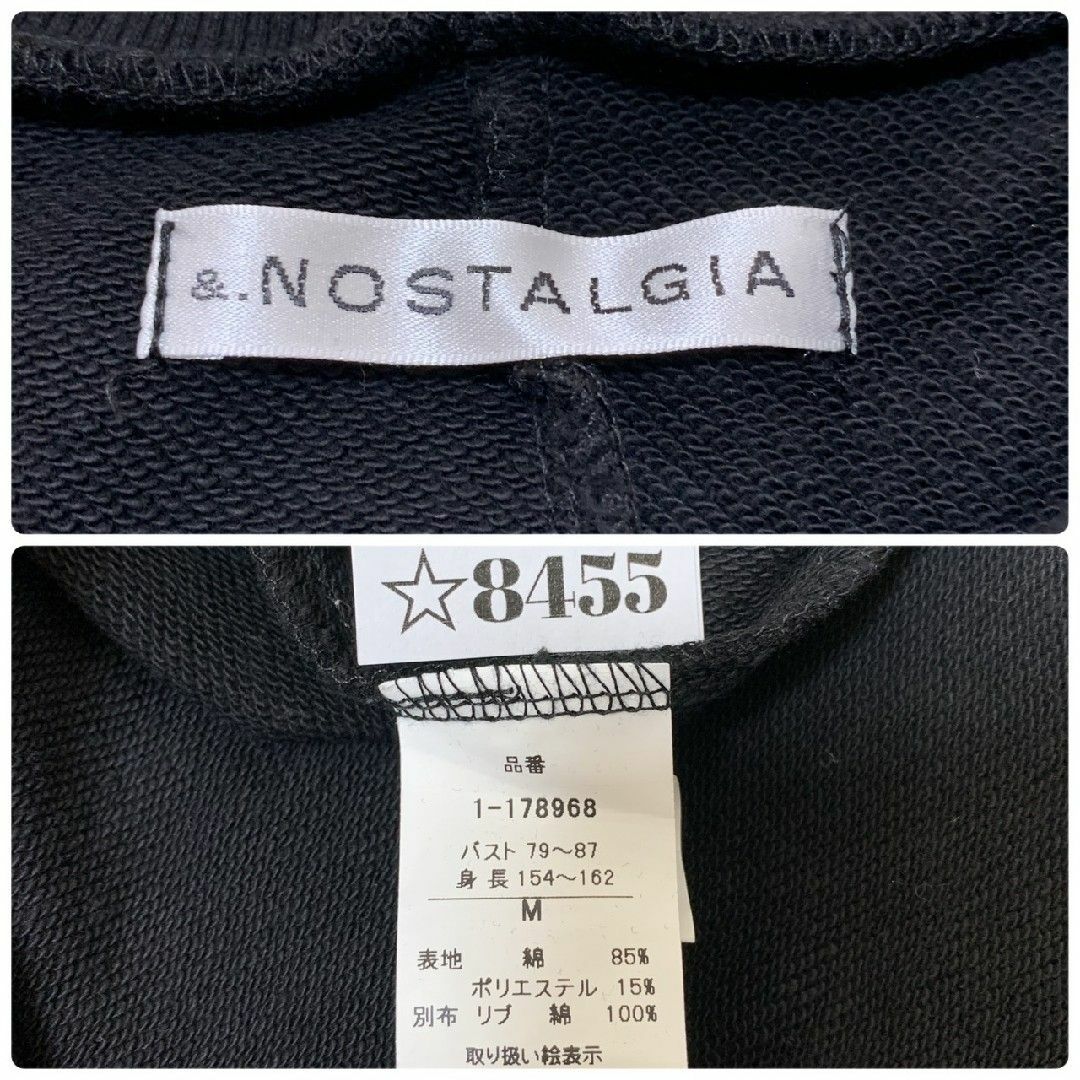 &.NOSTALGIA
☆8455
品番
1-178968
バスト 79〜87
身長 154〜162
M
表地 綿 85%
ポリエステル 15%
別布 リブ 綿 100%
取り扱い絵表示